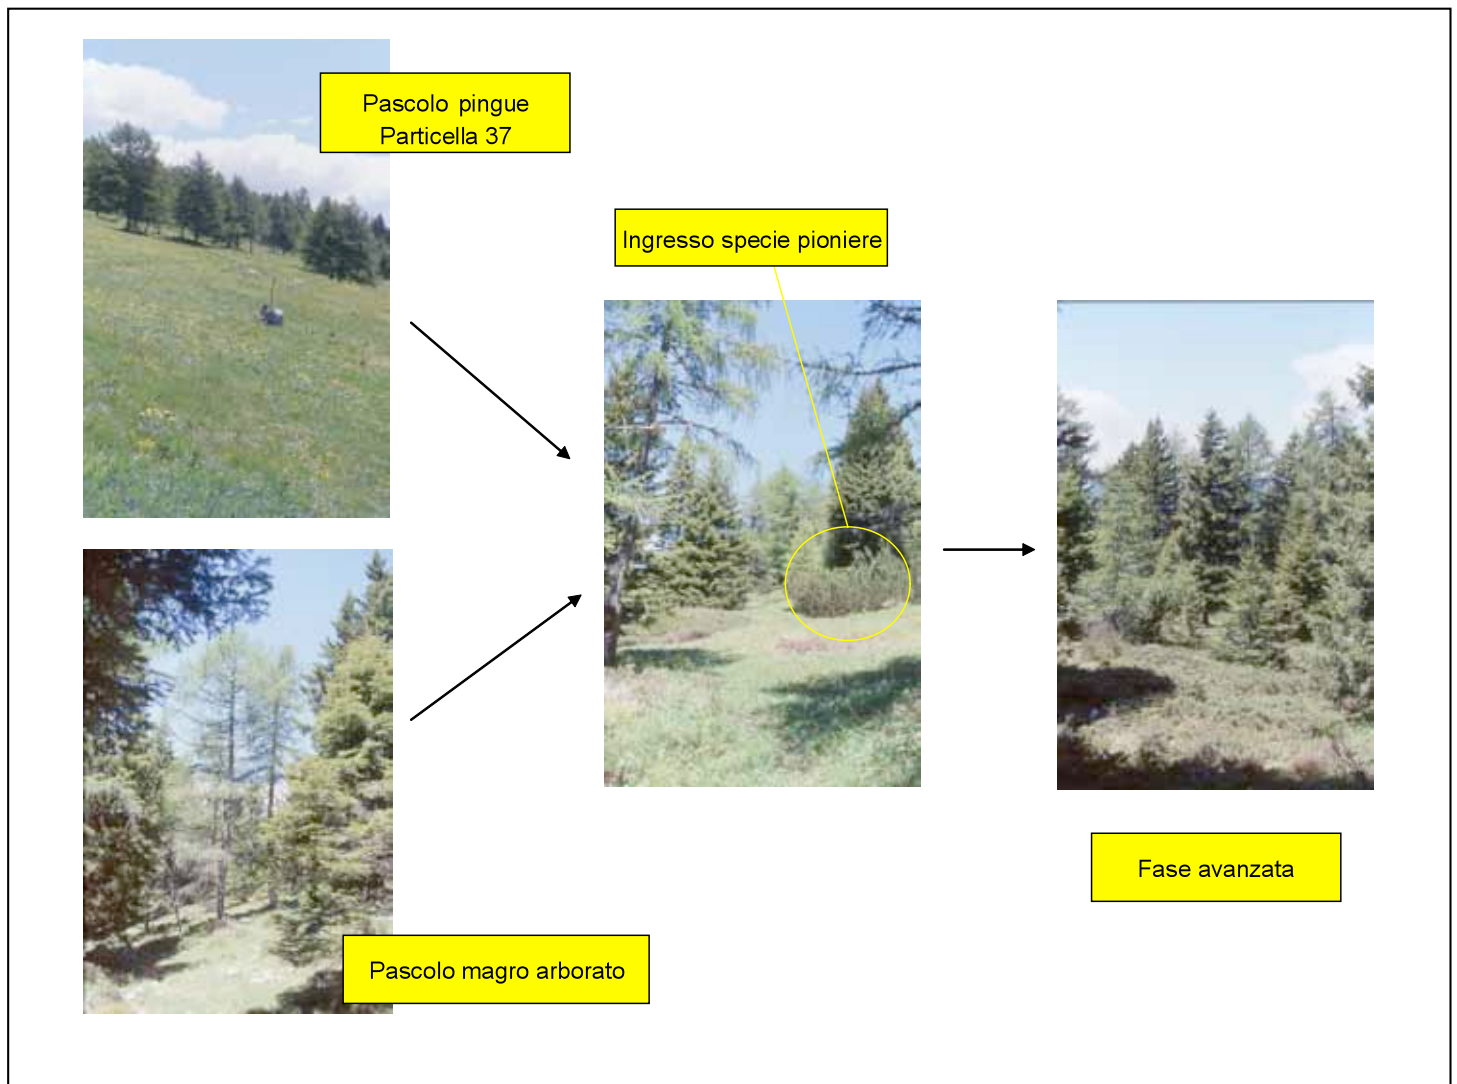 Pascolo pingue
Particella 37
Ingresso specie pioniere
Fase avanzata
Pascolo magro arborato